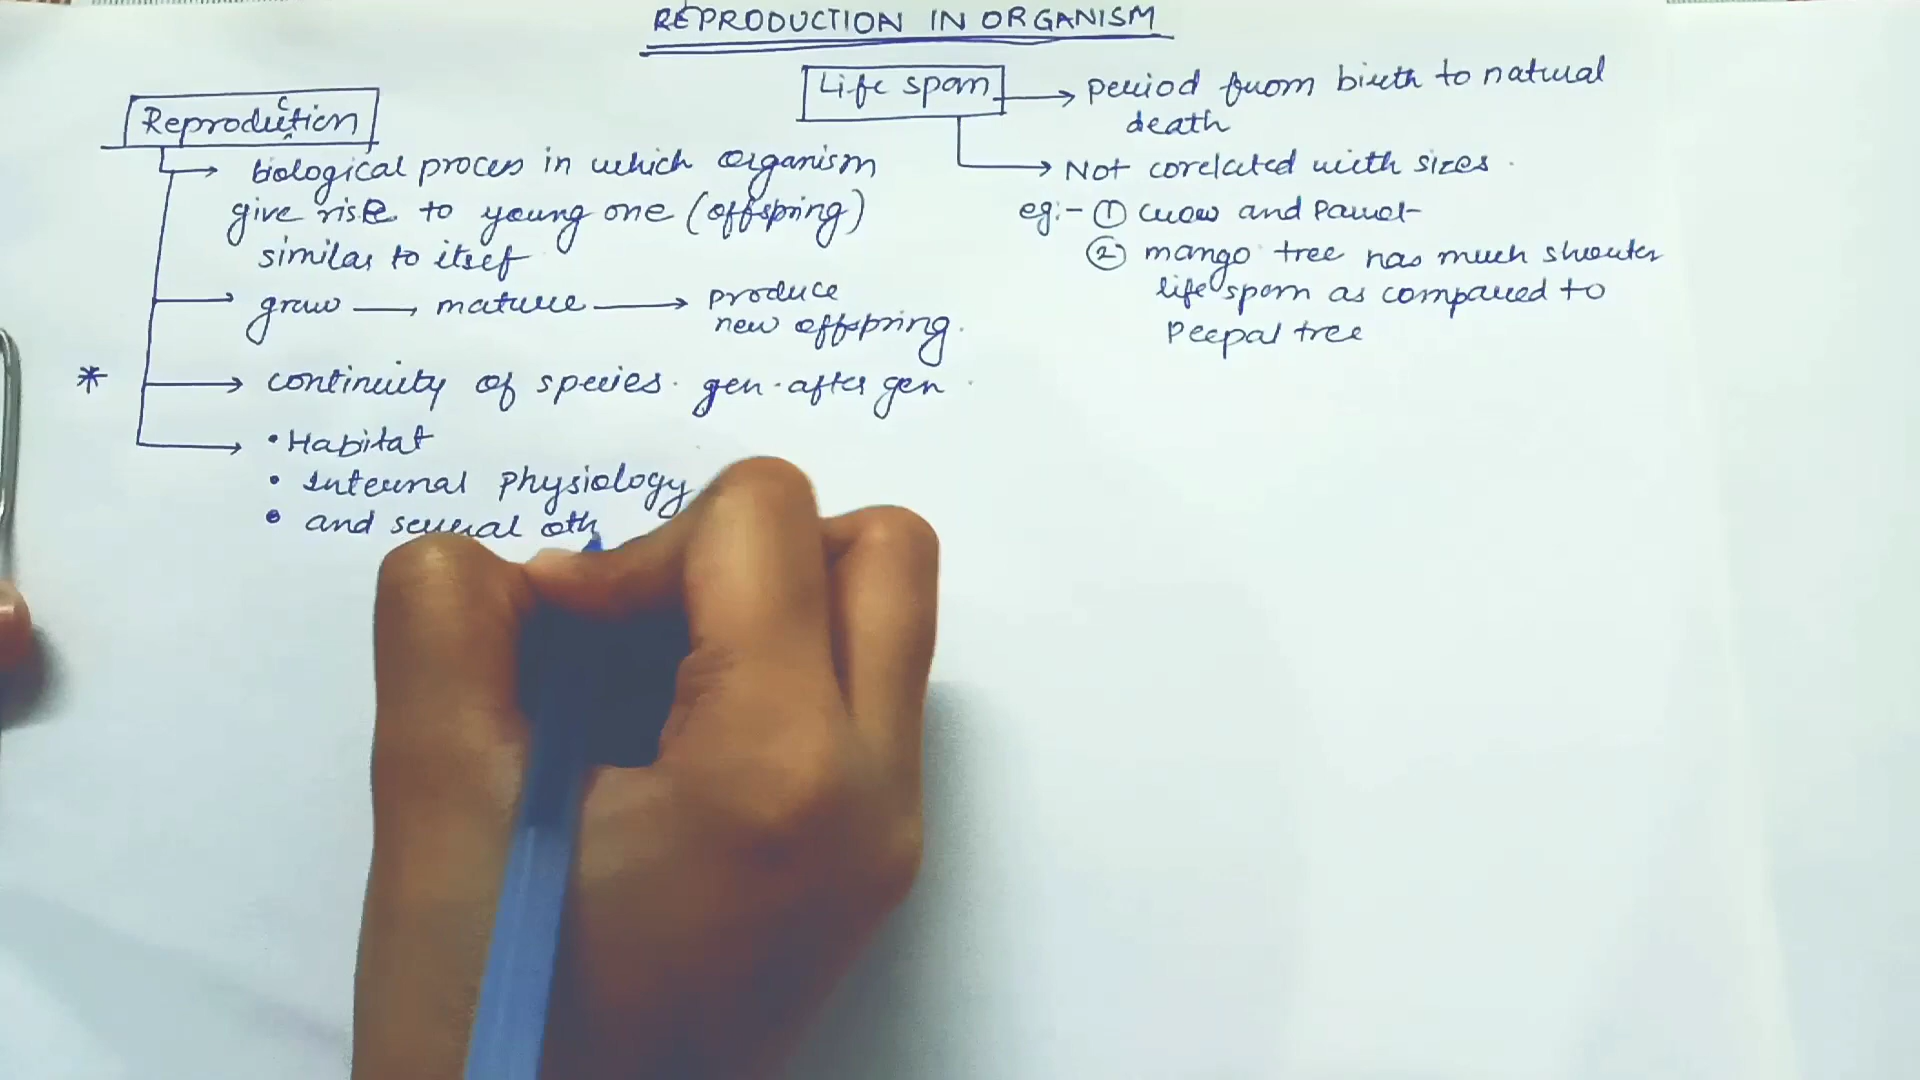 REPRODUCTION IN ORGANISM
Reproduction
biological proces in which organism
give rise to young one (offspring)
similar to itself
grow → mature → produce
new offspring.
* continuity of species. gen. after gen.
• Habitat
• Internal physiology
• and several oth
Life span → period from birth to natural
death
Not corelated with sizes.
eg:- ① crow and Parrot
② mango tree has much shorter
life span as compared to
Peepal tree